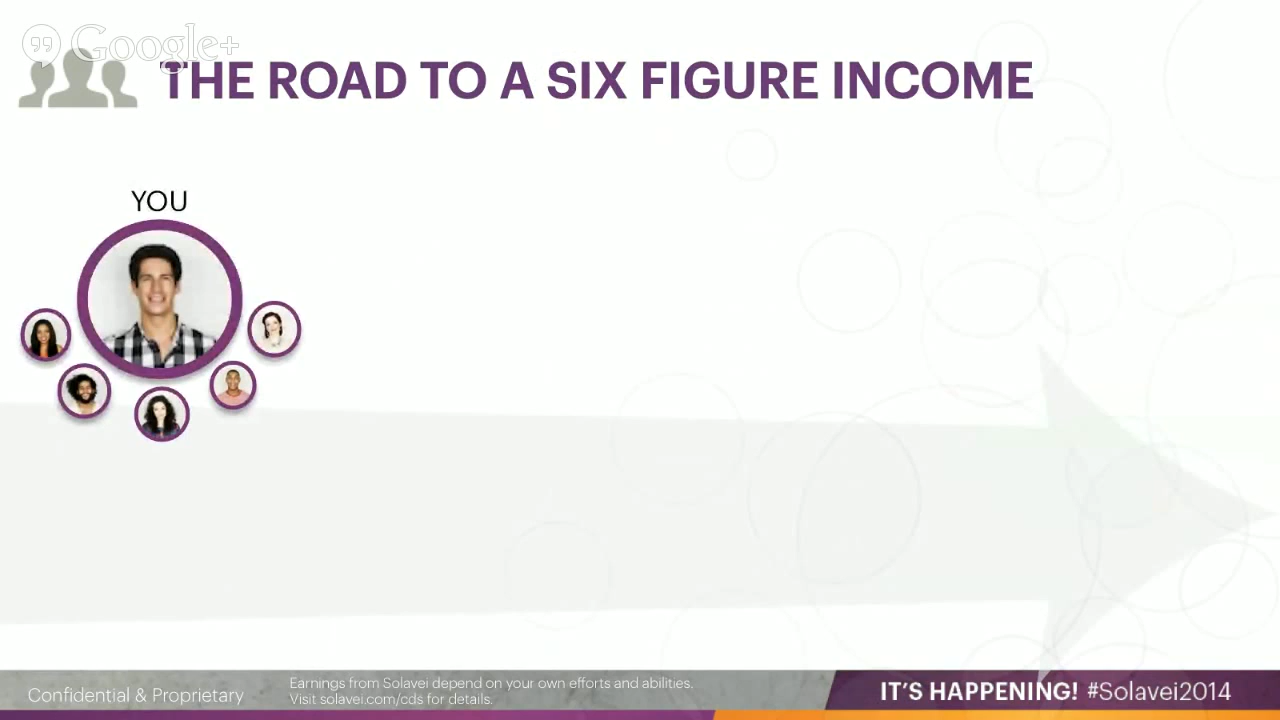 Google+
THE ROAD TO A SIX FIGURE INCOME
YOU
Confidential & Proprietary
Earnings from Solavei depend on your own efforts and abilities.
Visit solavei.com/cds for details.
IT'S HAPPENING! #Solavei2014